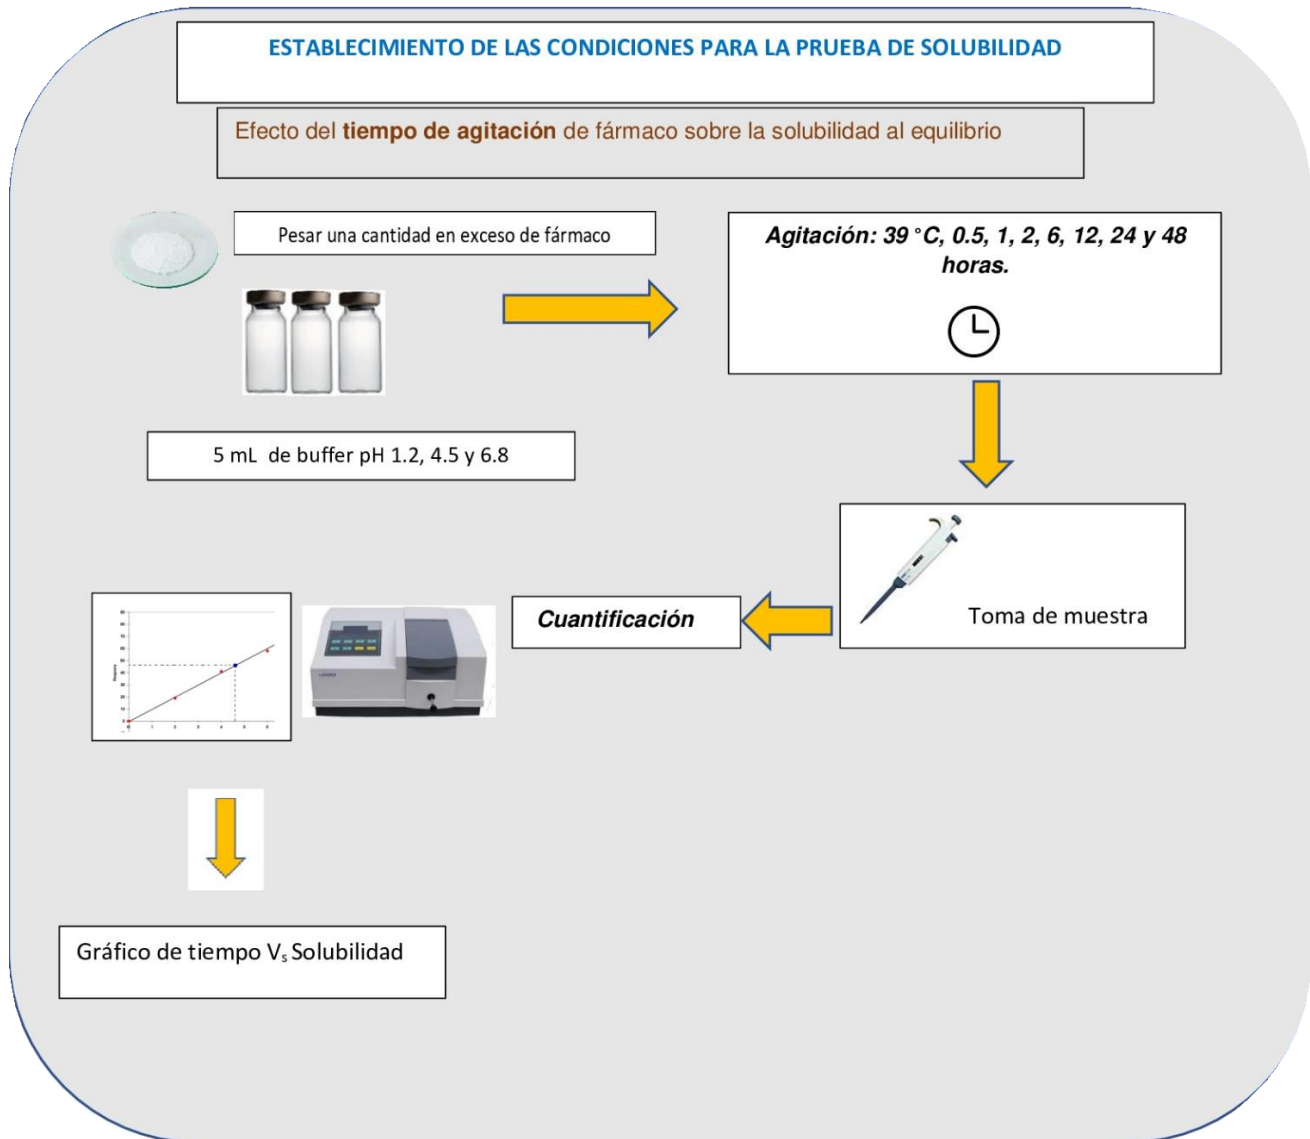 ESTABLECIMIENTO DE LAS CONDICIONES PARA LA PRUEBA DE SOLUBILIDAD
Efecto del tiempo de agitación de fármaco sobre la solubilidad al equilibrio
Pesar una cantidad en exceso de fármaco
Agitación: 39 °C, 0.5, 1, 2, 6, 12, 24 y 48
horas.
5 mL de buffer pH 1.2, 4.5 y 6.8
Toma de muestra
Cuantificación
Gráfico de tiempo Vs Solubilidad